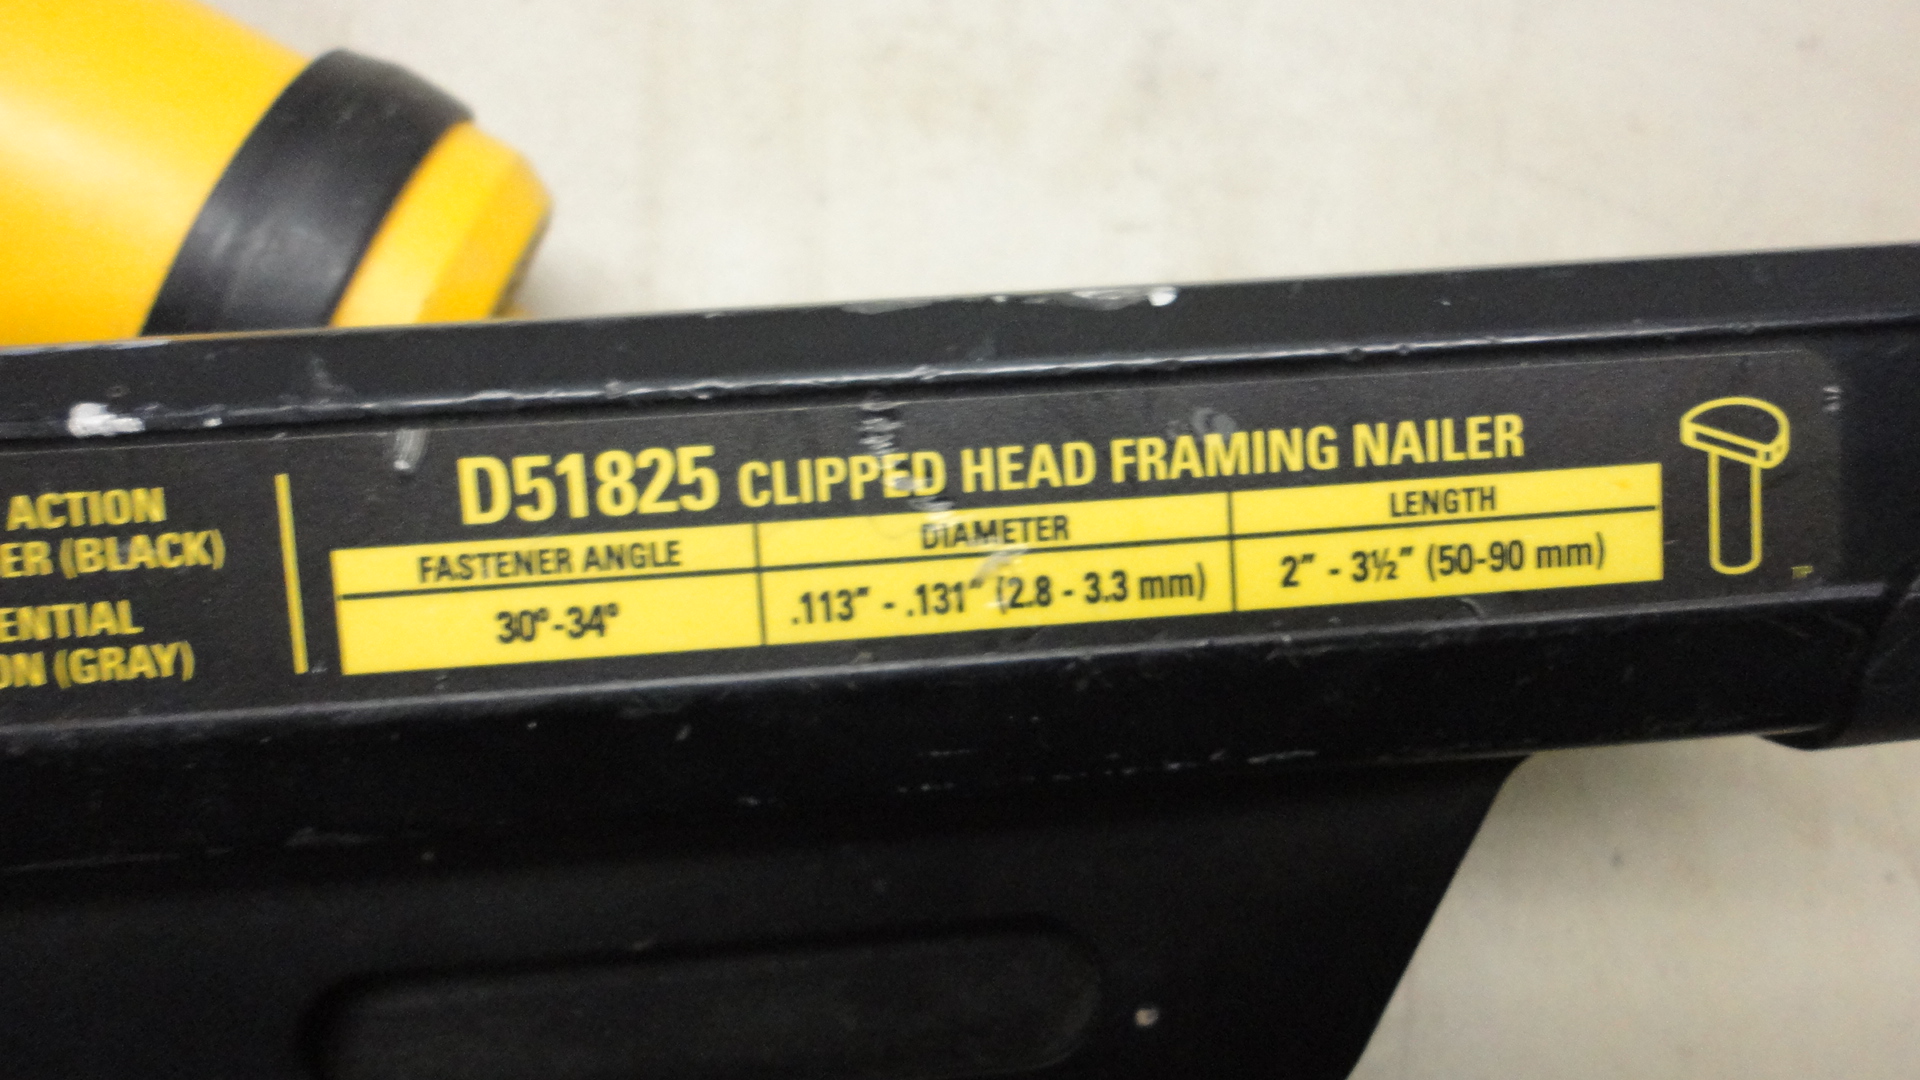 ACTION
ER (BLACK)
ENTIAL
ON (GRAY)
D51825 CLIPPED HEAD FRAMING NAILER
FASTENER ANGLE DIAMETER LENGTH
30°-34° .113" - .131" (2.8 - 3.3 mm) 2" - 3½" (50-90 mm)